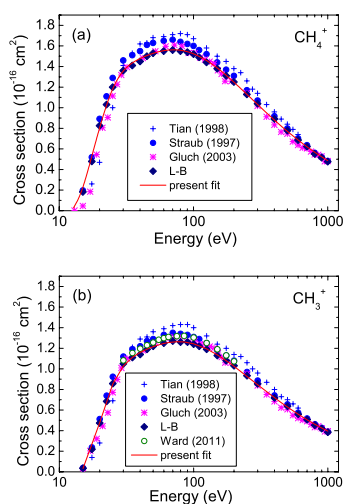 (a)
CH4+
Cross section (10-16 cm2)
1.8
1.6
1.4
1.2
1.0
0.8
0.6
0.4
0.2
0.0
Tian (1998)
Straub (1997)
Gluch (2003)
L-B
present fit
10 100 1000
Energy (eV)
(b)
CH3+
Cross section (10-16 cm2)
1.8
1.6
1.4
1.2
1.0
0.8
0.6
0.4
0.2
0.0
Tian (1998)
Straub (1997)
Gluch (2003)
L-B
Ward (2011)
present fit
10 100 1000
Energy (eV)